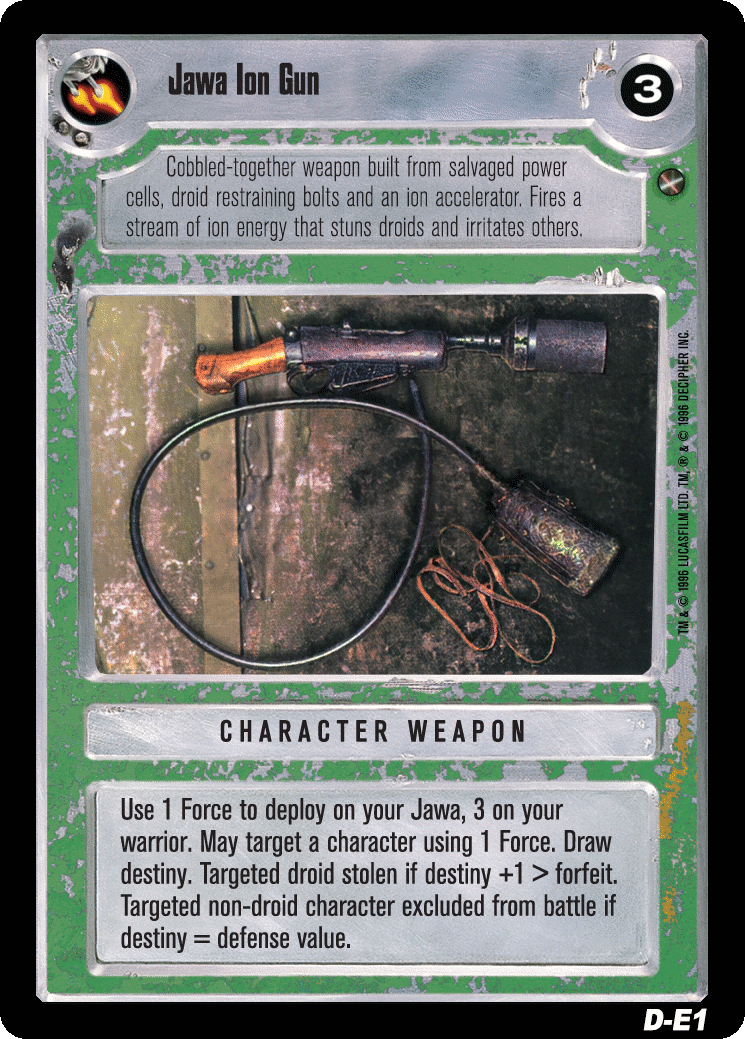 Jawa Ion Gun
3
Cobbled-together weapon built from salvaged power
cells, droid restraining bolts and an ion accelerator. Fires a
stream of ion energy that stuns droids and irritates others.
TM & © 1996 LUCASFILM LTD. TM, ® & © 1996 DECIPHER INC.
CHARACTER WEAPON
Use 1 Force to deploy on your Jawa, 3 on your
warrior. May target a character using 1 Force. Draw
destiny. Targeted droid stolen if destiny +1 > forfeit.
Targeted non-droid character excluded from battle if
destiny = defense value.
D-E1